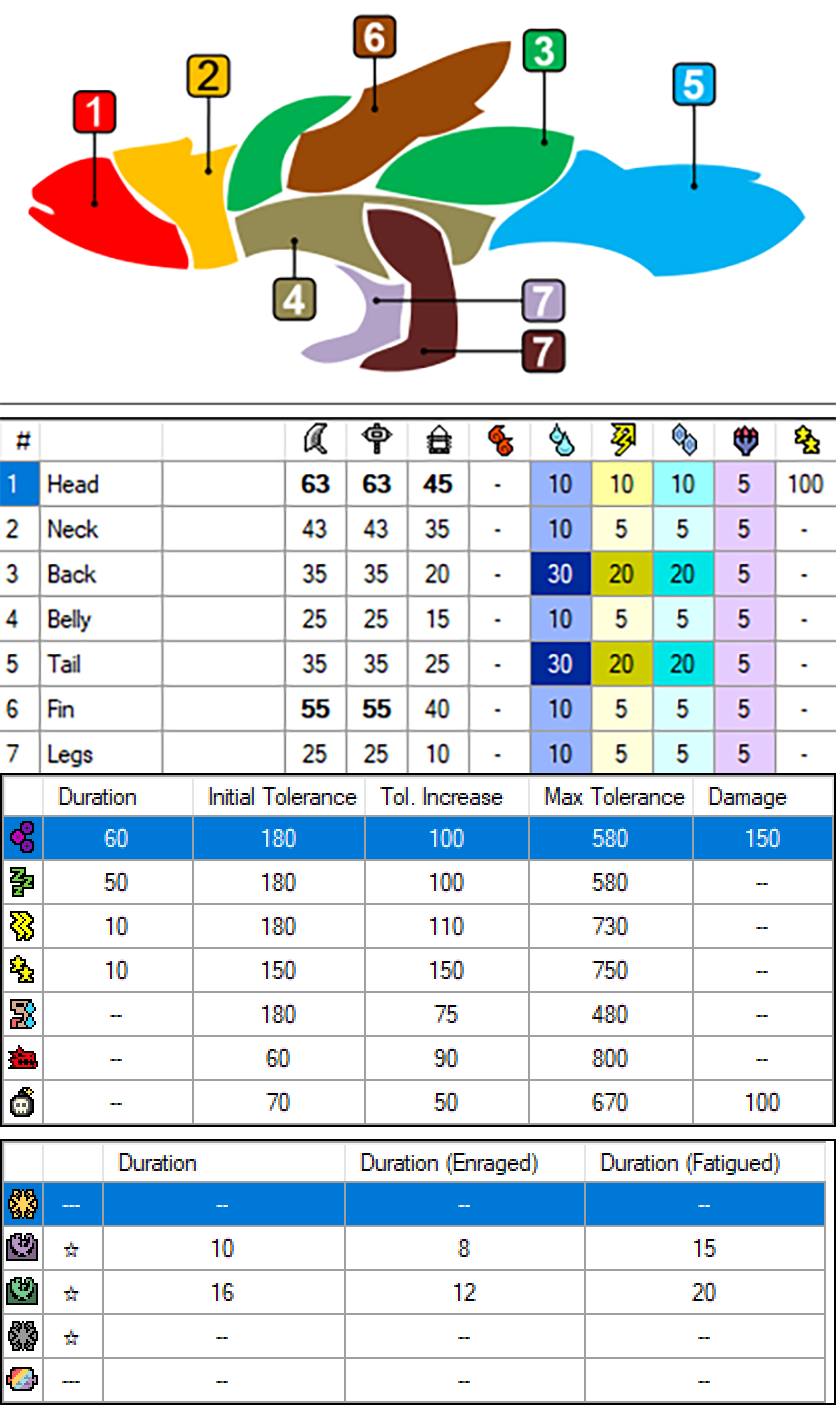 6
3
2
5
1
4
7
7
#
1 Head 63 63 45 - 10 10 10 5 100
2 Neck 43 43 35 - 10 5 5 5 -
3 Back 35 35 20 - 30 20 20 5 -
4 Belly 25 25 15 - 10 5 5 5 -
5 Tail 35 35 25 - 30 20 20 5 -
6 Fin 55 55 40 - 10 5 5 5 -
7 Legs 25 25 10 - 10 5 5 5 -
Duration Initial Tolerance Tol. Increase Max Tolerance Damage
60 180 100 580 150
50 180 100 580 --
10 180 110 730 --
10 150 150 750 --
-- 180 75 480 --
-- 60 90 800 --
-- 70 50 670 100
Duration Duration (Enraged) Duration (Fatigued)
--- -- -- --
☆ 10 8 15
☆ 16 12 20
☆ -- -- --
--- -- -- --